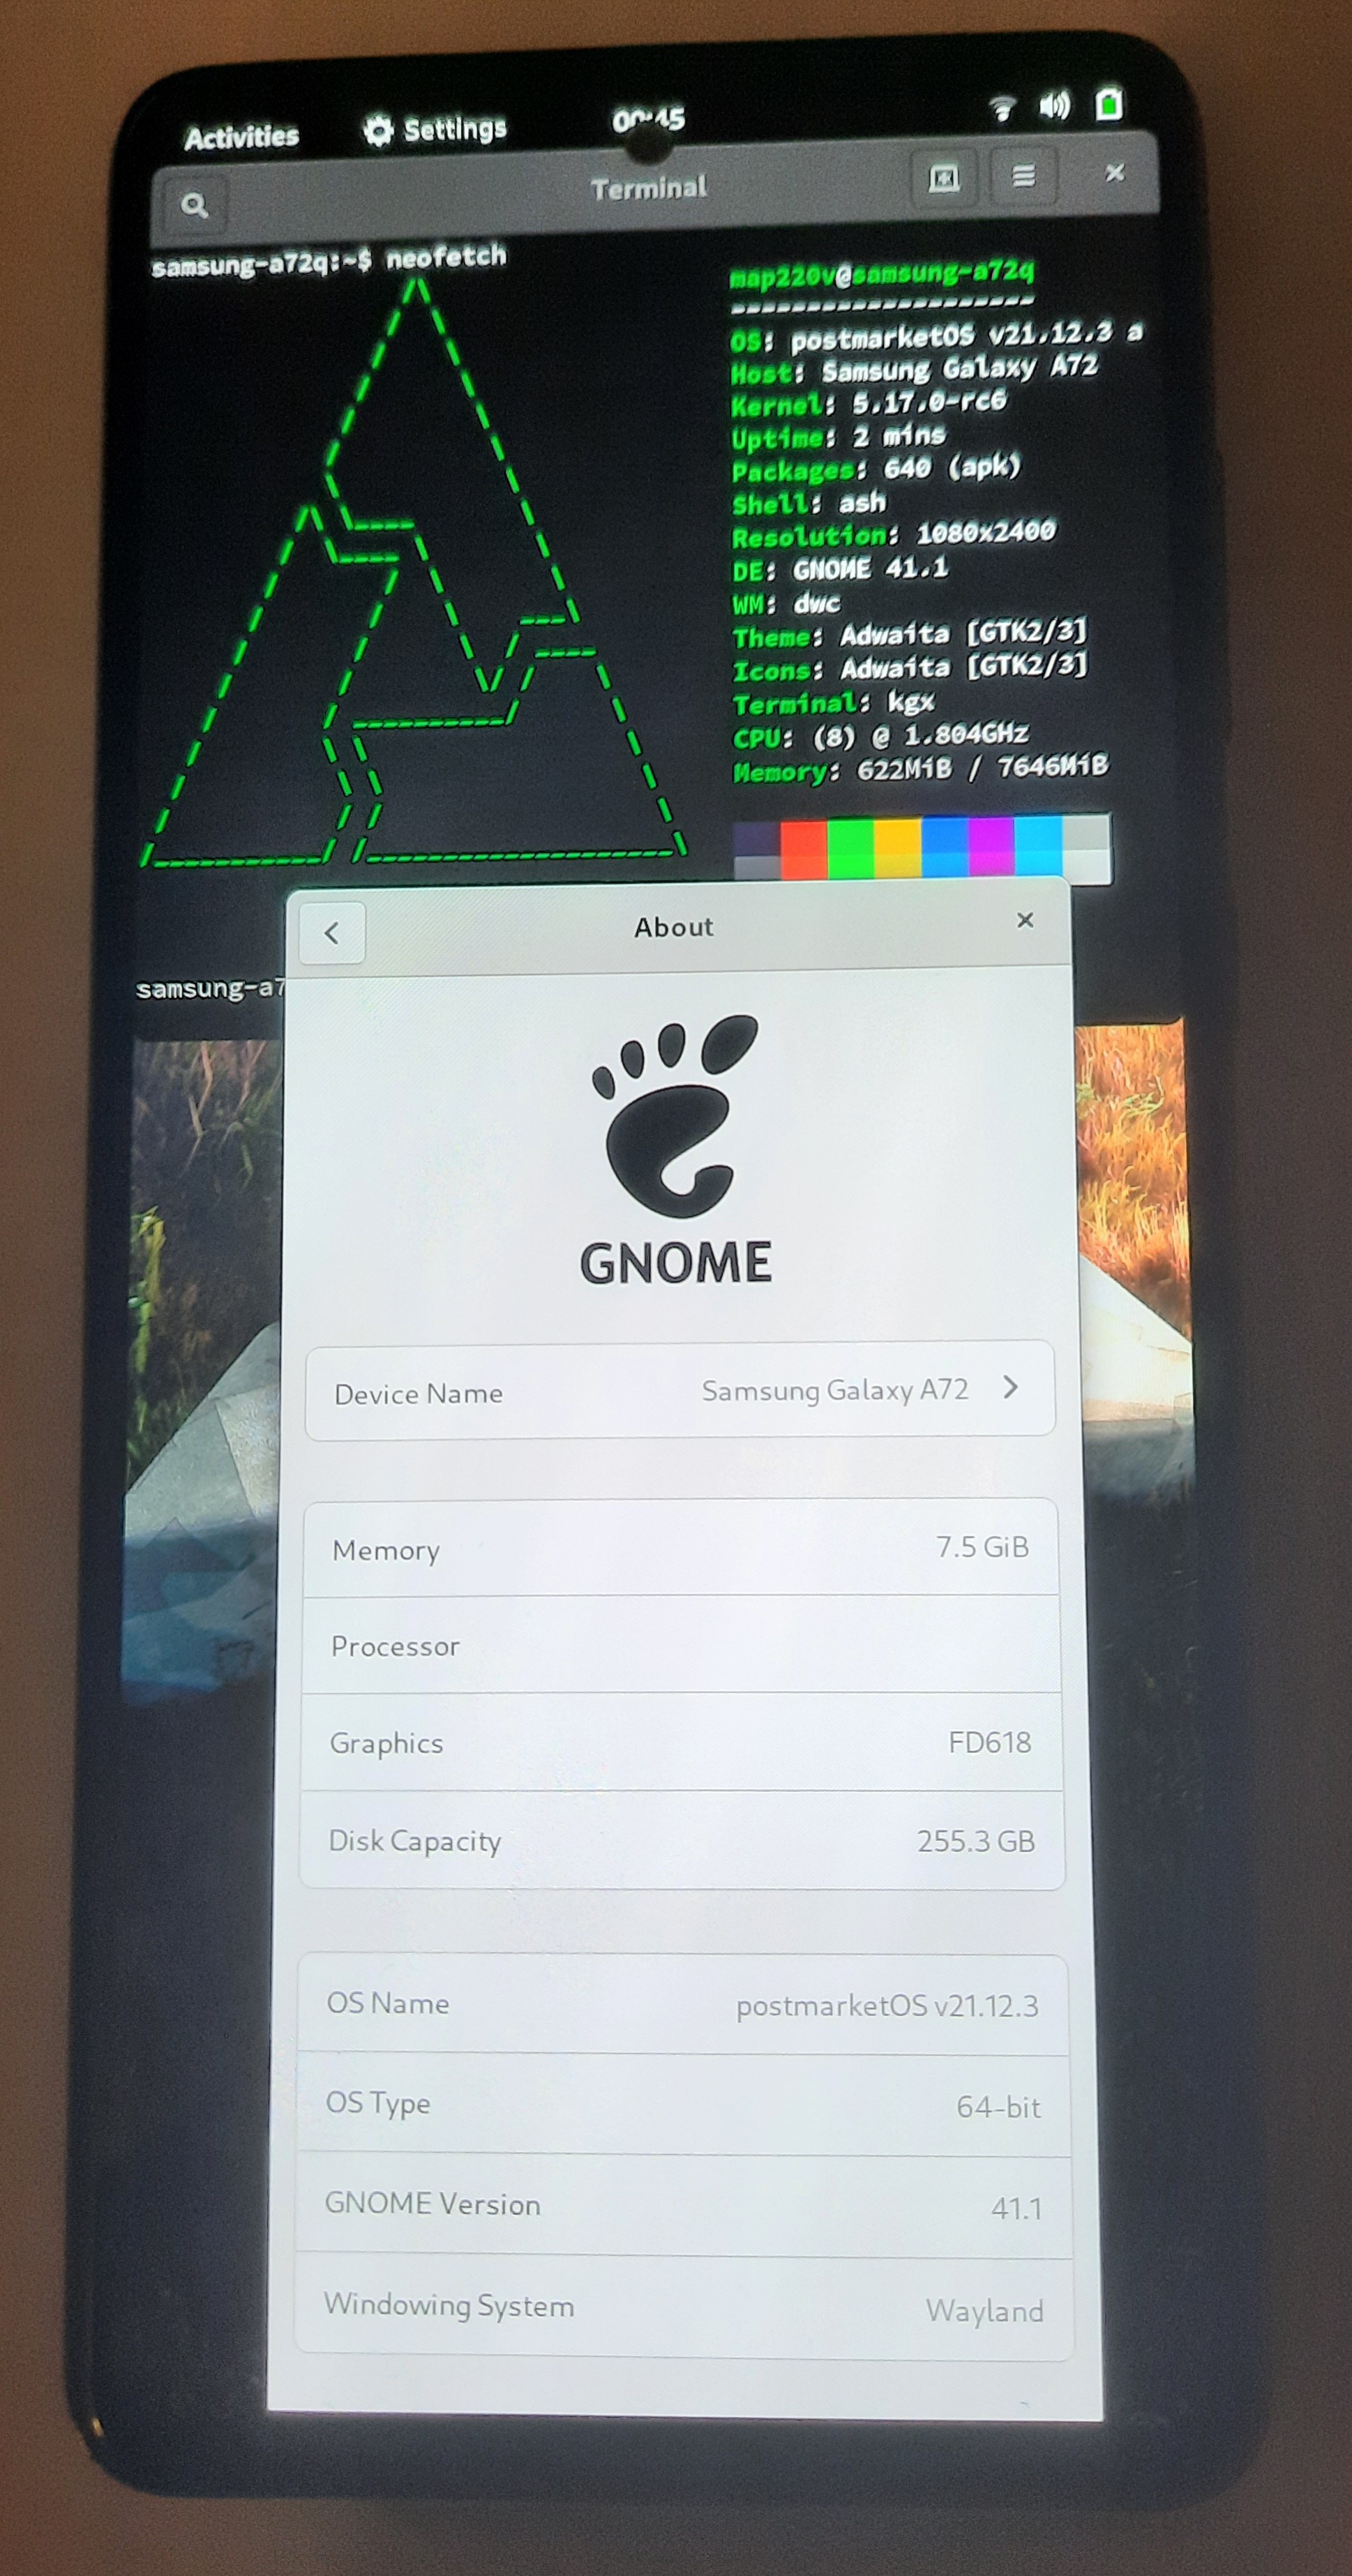 Activities
Settings
00:45
Terminal
samsung-a72q:~$ neofetch
map220v@samsung-a72q
--------------------
OS: postmarketOS v21.12.3 a
Host: Samsung Galaxy A72
Kernel: 5.17.0-rc6
Uptime: 2 mins
Packages: 640 (apk)
Shell: ash
Resolution: 1080x2400
DE: GNOME 41.1
WM: dwc
Theme: Adwaita [GTK2/3]
Icons: Adwaita [GTK2/3]
Terminal: kgx
CPU: (8) @ 1.804GHz
Memory: 622MiB / 7646MiB
samsung-a7
About
GNOME
Device Name Samsung Galaxy A72
Memory 7.5 GiB
Processor
Graphics FD618
Disk Capacity 255.3 GB
OS Name postmarketOS v21.12.3
OS Type 64-bit
GNOME Version 41.1
Windowing System Wayland